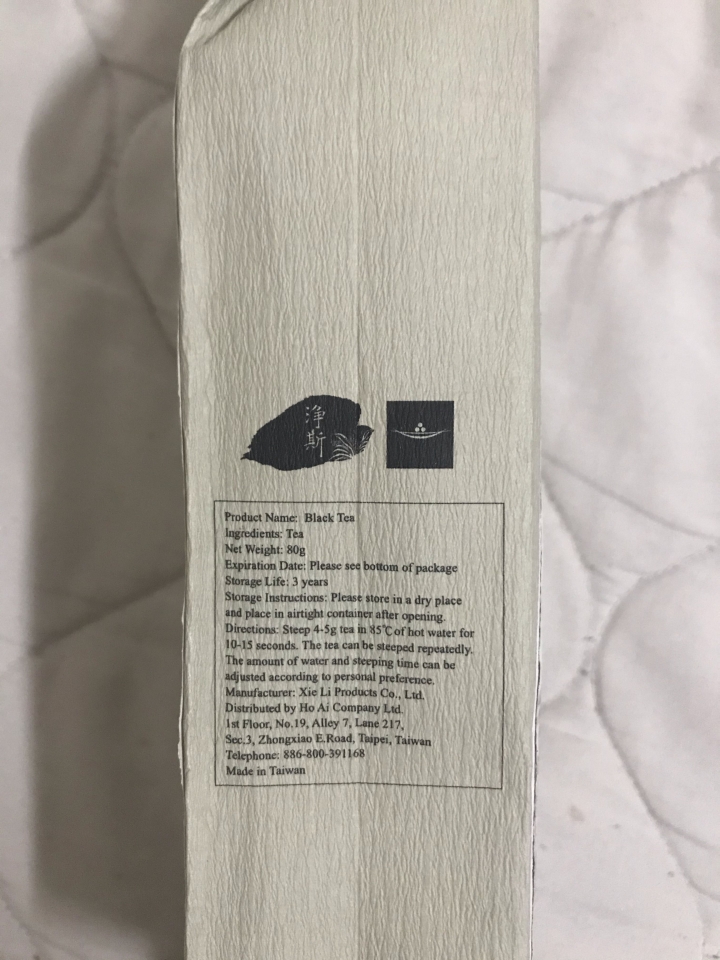 净
斯
Product Name: Black Tea
Ingredients: Tea
Net Weight: 80g
Expiration Date: Please see bottom of package
Storage Life: 3 years
Storage Instructions: Please store in a dry place
and place in airtight container after opening.
Directions: Steep 4-5g tea in 85℃ of hot water for
10-15 seconds. The tea can be steeped repeatedly.
The amount of water and steeping time can be
adjusted according to personal preference.
Manufacturer: Xie Li Products Co., Ltd.
Distributed by Ho Ai Company Ltd.
1st Floor, No.19, Alley 7, Lane 217,
Sec.3, Zhongxiao E.Road, Taipei, Taiwan
Telephone: 886-800-391168
Made in Taiwan